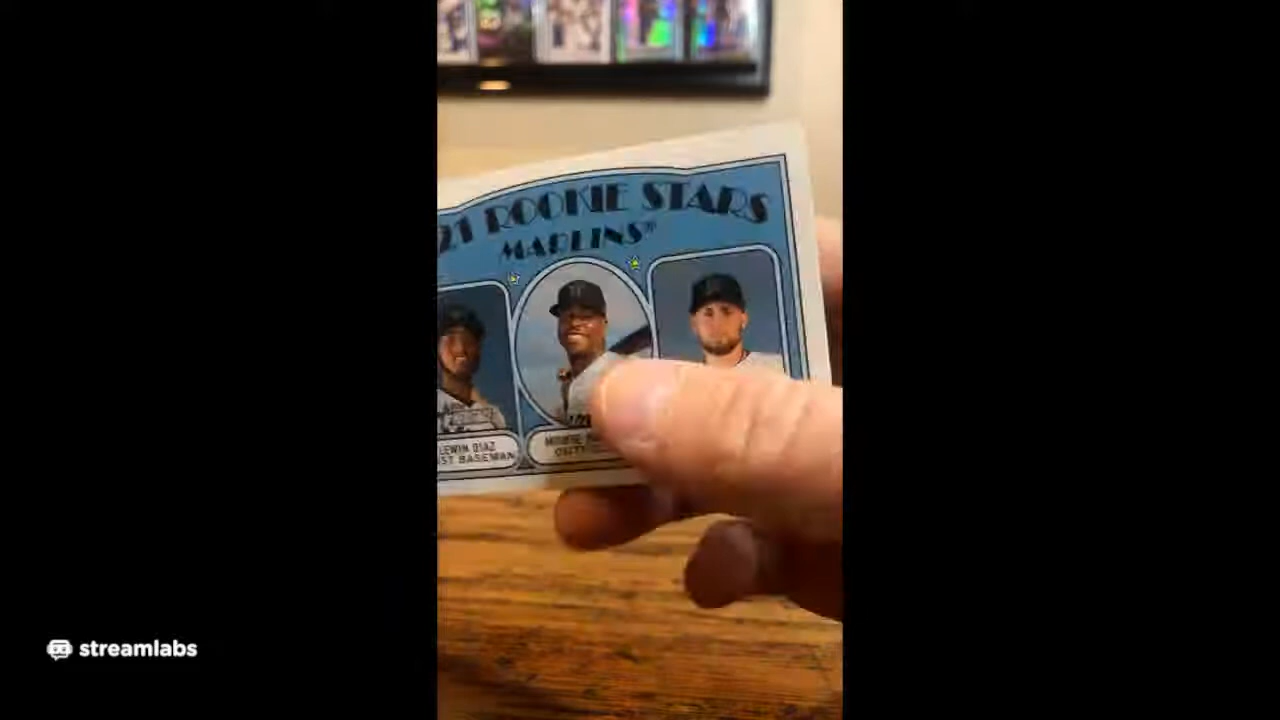 21 ROOKIE STARS
MARLINS
LEWIN DIAZ
1ST BASEMAN
streamlabs